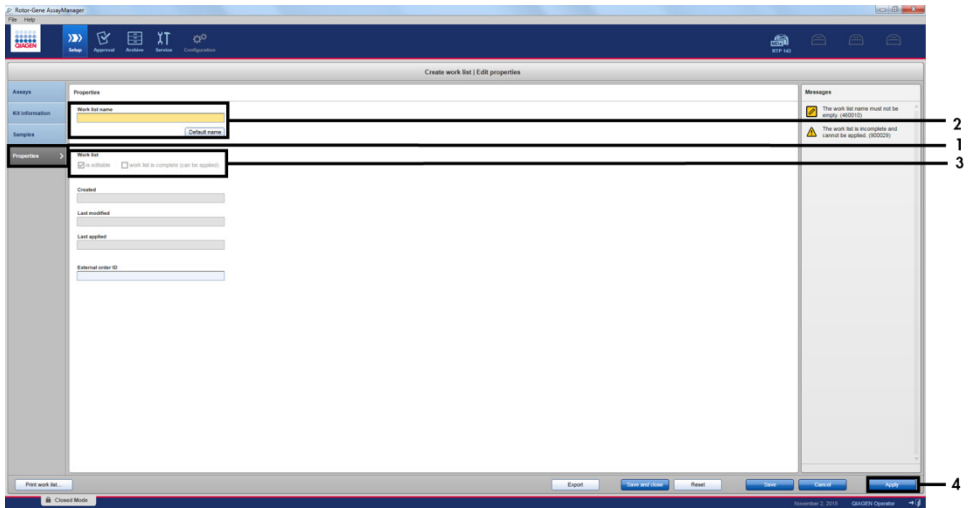 Rotor-Gene AssayManager
File Help
QIAGEN
Setup Approval Archive Service Configuration
NEW
RTP 143
Create work list | Edit properties
Assays
Kit information
Samples
Properties
Properties
Work list name
Default name
Work list
is editable work list is complete (can be applied)
Created
Last modified
Last applied
External order ID
Messages
The work list name must not be
empty. (460010)
The work list is incomplete and
cannot be applied. (900029)
2
1
3
4
Print work list...
Export Save and close Reset Save Cancel Apply
Closed Mode
November 2, 2018 QIAGEN Operator